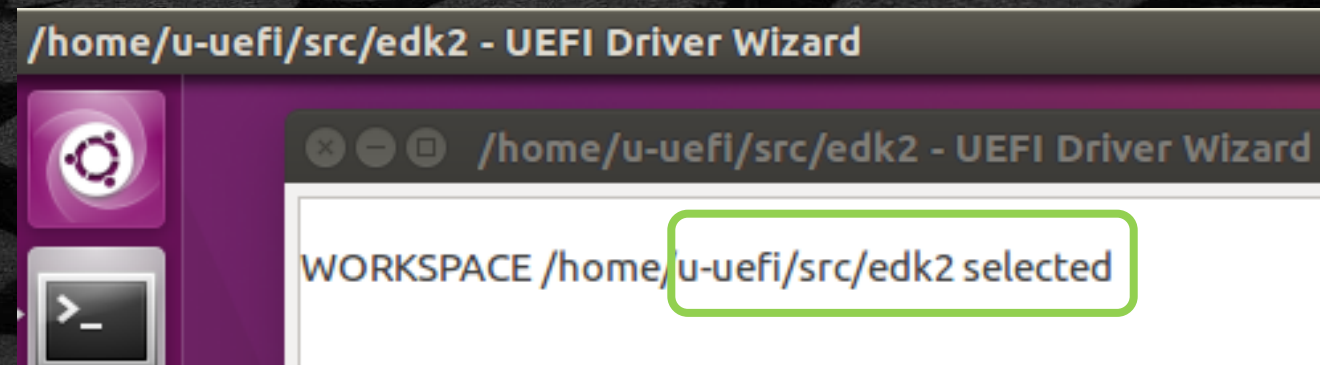 /home/u-uefi/src/edk2 - UEFI Driver Wizard
/home/u-uefi/src/edk2 - UEFI Driver Wizard
WORKSPACE /home/u-uefi/src/edk2 selected
>_